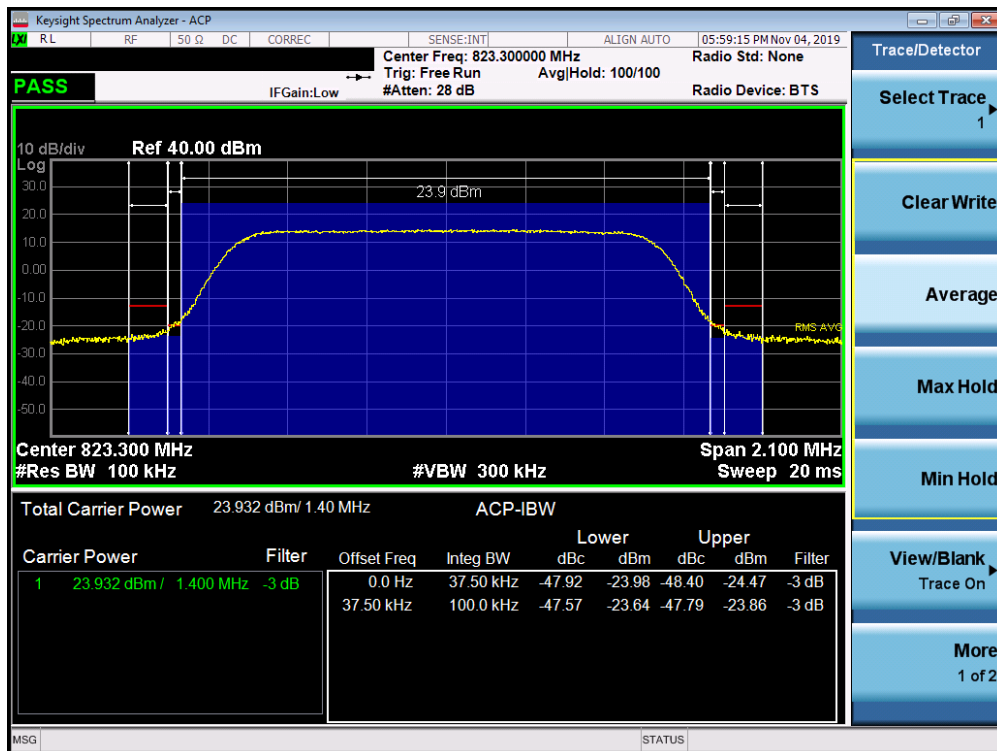 Keysight Spectrum Analyzer - ACP
LXI RL RF 50 Ω DC CORREC SENSE:INT ALIGN AUTO 05:59:15 PM Nov 04, 2019
Center Freq: 823.300000 MHz Radio Std: None
Trig: Free Run Avg|Hold: 100/100
PASS IFGain:Low #Atten: 28 dB Radio Device: BTS
10 dB/div Ref 40.00 dBm
Log
30.0
23.9 dBm
20.0
10.0
0.00
-10.0
-20.0
RMS AVG
-30.0
-40.0
-50.0
Center 823.300 MHz Span 2.100 MHz
#Res BW 100 kHz #VBW 300 kHz Sweep 20 ms
Total Carrier Power 23.932 dBm/ 1.40 MHz ACP-IBW
Lower Upper
Carrier Power Filter Offset Freq Integ BW dBc dBm dBc dBm Filter
1 23.932 dBm / 1.400 MHz -3 dB 0.0 Hz 37.50 kHz -47.92 -23.98 -48.40 -24.47 -3 dB
37.50 kHz 100.0 kHz -47.57 -23.64 -47.79 -23.86 -3 dB
MSG STATUS
Trace/Detector
Select Trace
1
Clear Write
Average
Max Hold
Min Hold
View/Blank
Trace On
More
1 of 2